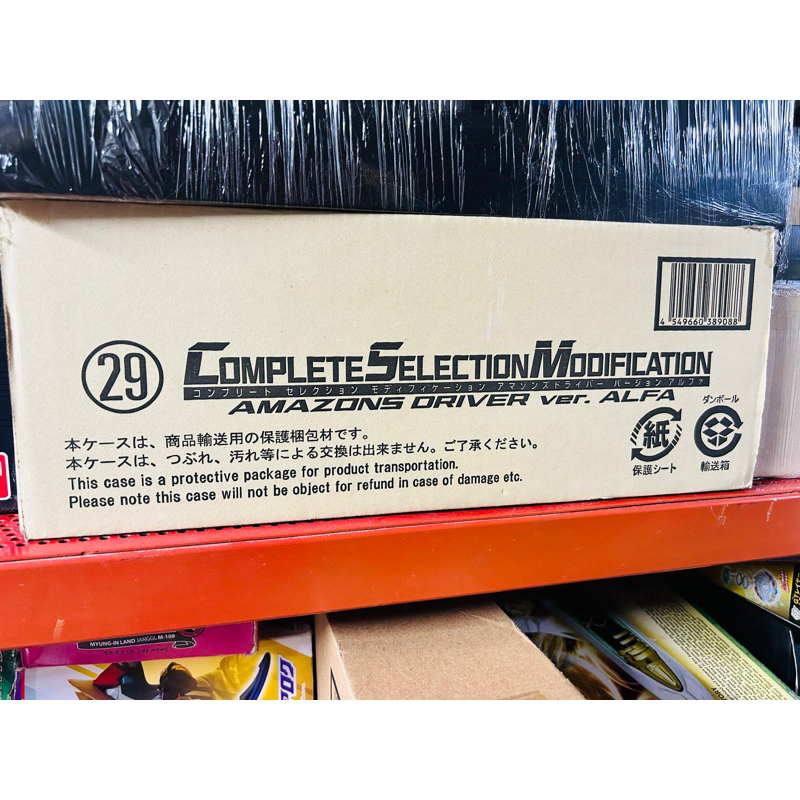 4 549660 389088
29
COMPLETE SELECTION MODIFICATION
コンプリート セレクション モディフィケーション アマゾンズドライバー バージョン アルファ
AMAZONS DRIVER ver. ALFA
ダンボール
紙
保護シート
輸送箱
本ケースは、商品輸送用の保護梱包材です。
本ケースは、つぶれ、汚れ等による交換は出来ません。ご了承ください。
This case is a protective package for product transportation.
Please note this case will not be object for refund in case of damage etc.
MYUNG-IN LAND JANGGI, M-109